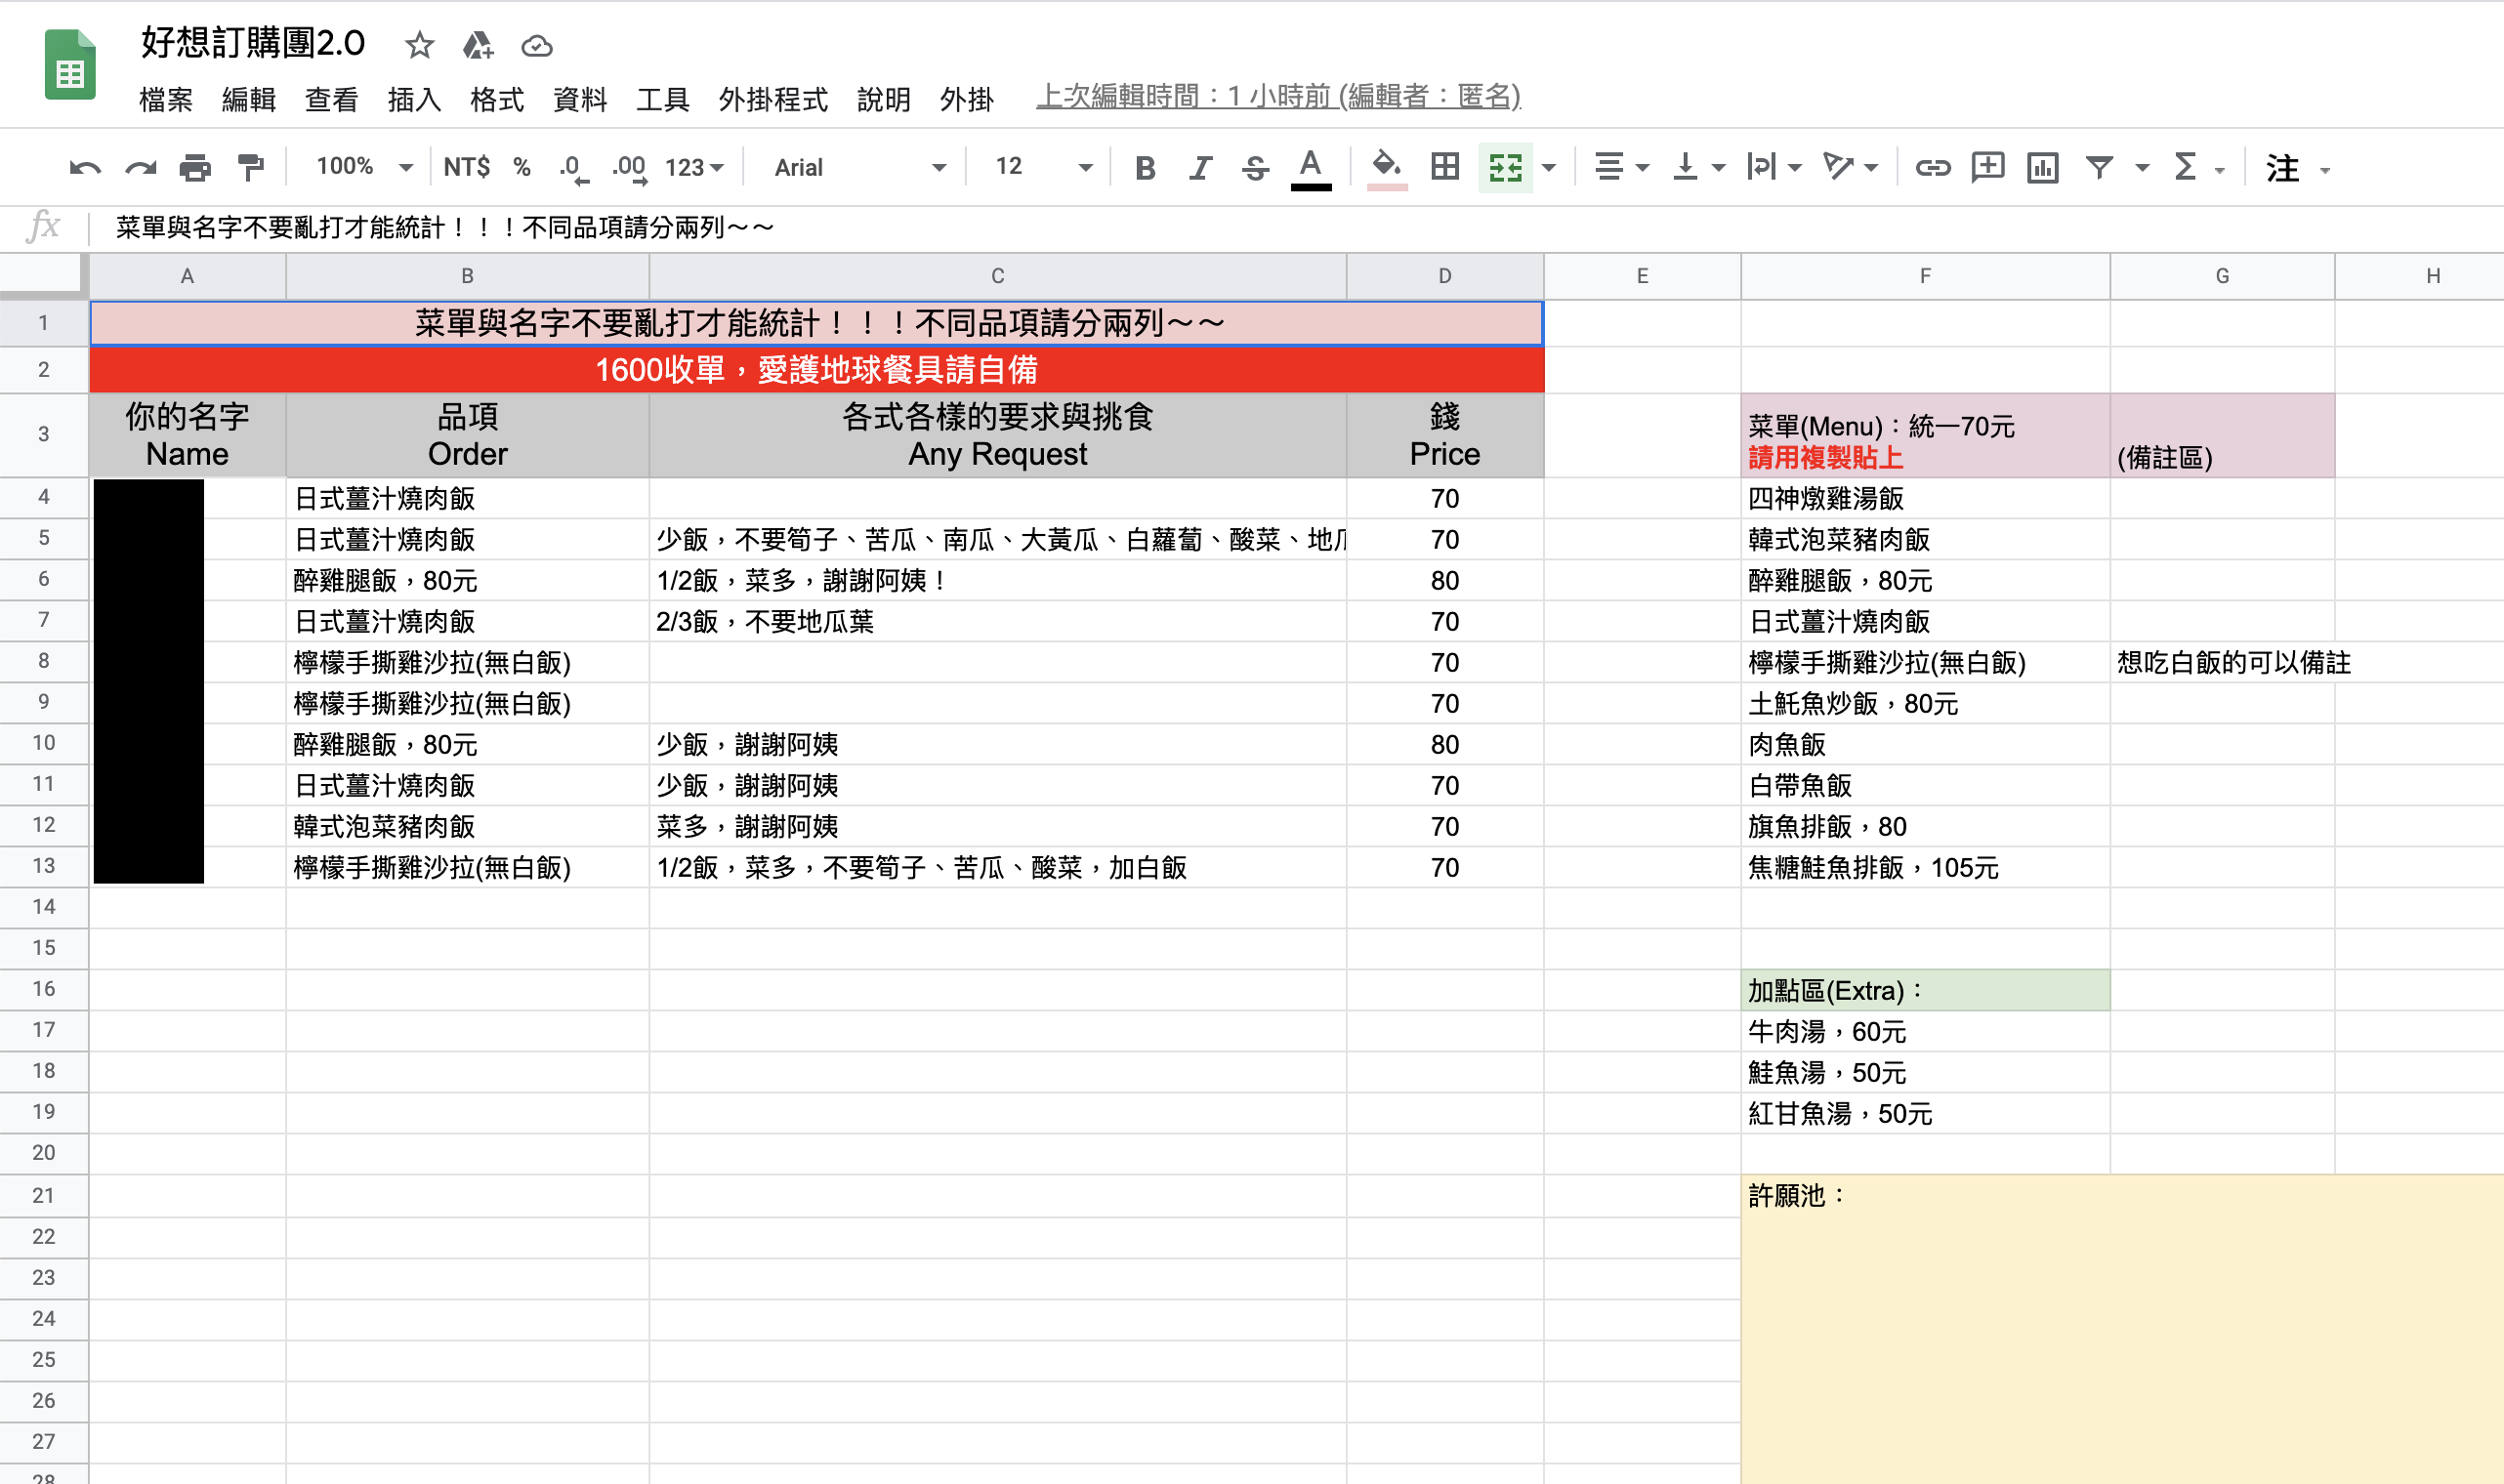 好想訂購團2.0
檔案 編輯 查看 插入 格式 資料 工具 外掛程式 說明 外掛 上次編輯時間：1 小時前 (編輯者：匿名)
100% NT$ % .0 .00 123 Arial 12 B I S A Σ 注
fx 菜單與名字不要亂打才能統計！！！不同品項請分兩列～～
A B C D E F G H
1 菜單與名字不要亂打才能統計！！！不同品項請分兩列～～
2 1600收單，愛護地球餐具請自備
3 你的名字 品項 各式各樣的要求與挑食 錢 菜單(Menu)：統一70元
Name Order Any Request Price 請用複製貼上 (備註區)
4 日式薑汁燒肉飯 70 四神燉雞湯飯
5 日式薑汁燒肉飯 少飯，不要筍子、苦瓜、南瓜、大黃瓜、白蘿蔔、酸菜、地 70 韓式泡菜豬肉飯
6 醉雞腿飯，80元 1/2飯，菜多，謝謝阿姨！ 80 醉雞腿飯，80元
7 日式薑汁燒肉飯 2/3飯，不要地瓜葉 70 日式薑汁燒肉飯
8 檸檬手撕雞沙拉(無白飯) 70 檸檬手撕雞沙拉(無白飯) 想吃白飯的可以備註
9 檸檬手撕雞沙拉(無白飯) 70 土魠魚炒飯，80元
10 醉雞腿飯，80元 少飯，謝謝阿姨 80 肉魚飯
11 日式薑汁燒肉飯 少飯，謝謝阿姨 70 白帶魚飯
12 韓式泡菜豬肉飯 菜多，謝謝阿姨 70 旗魚排飯，80
13 檸檬手撕雞沙拉(無白飯) 1/2飯，菜多，不要筍子、苦瓜、酸菜，加白飯 70 焦糖鮭魚排飯，105元
14
15
16 加點區(Extra)：
17 牛肉湯，60元
18 鮭魚湯，50元
19 紅甘魚湯，50元
20
21 許願池：
22
23
24
25
26
27
28